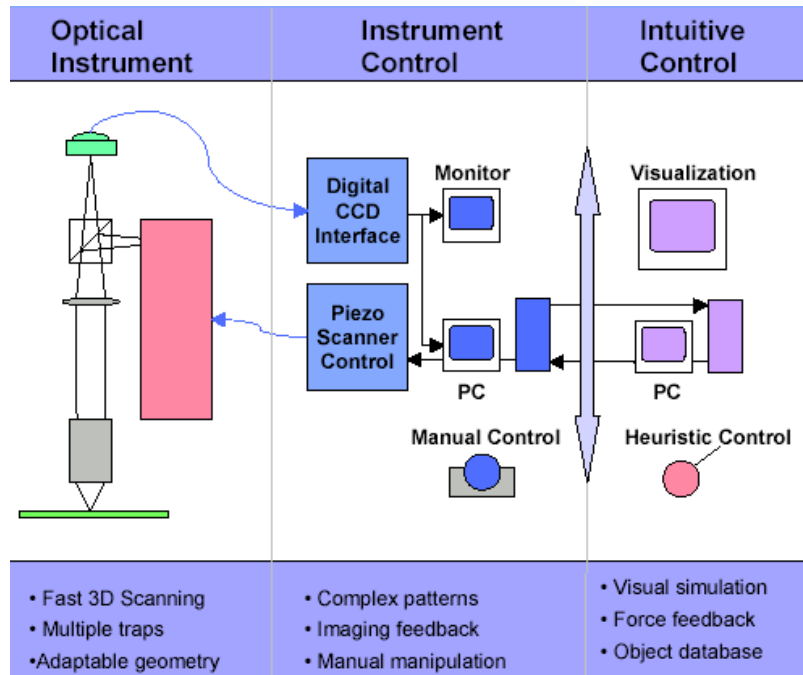 Optical
Instrument
Instrument
Control
Intuitive
Control
Digital
CCD
Interface
Monitor
Visualization
Piezo
Scanner
Control
PC
PC
Manual Control
Heuristic Control
• Fast 3D Scanning
• Multiple traps
•Adaptable geometry
• Complex patterns
• Imaging feedback
• Manual manipulation
• Visual simulation
• Force feedback
• Object database